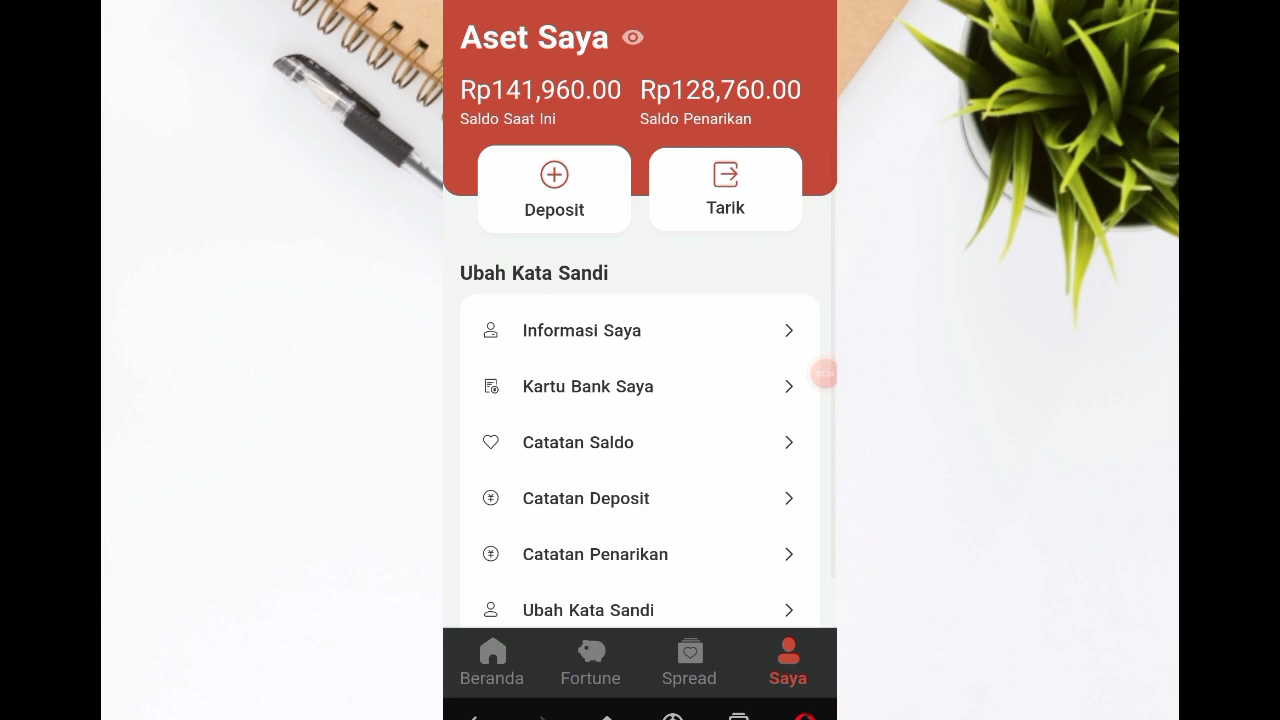 Aset Saya
Rp141,960.00 Rp128,760.00
Saldo Saat Ini Saldo Penarikan
Deposit Tarik
Ubah Kata Sandi
Informasi Saya
Kartu Bank Saya
Catatan Saldo
Catatan Deposit
Catatan Penarikan
Ubah Kata Sandi
Beranda Fortune Spread Saya